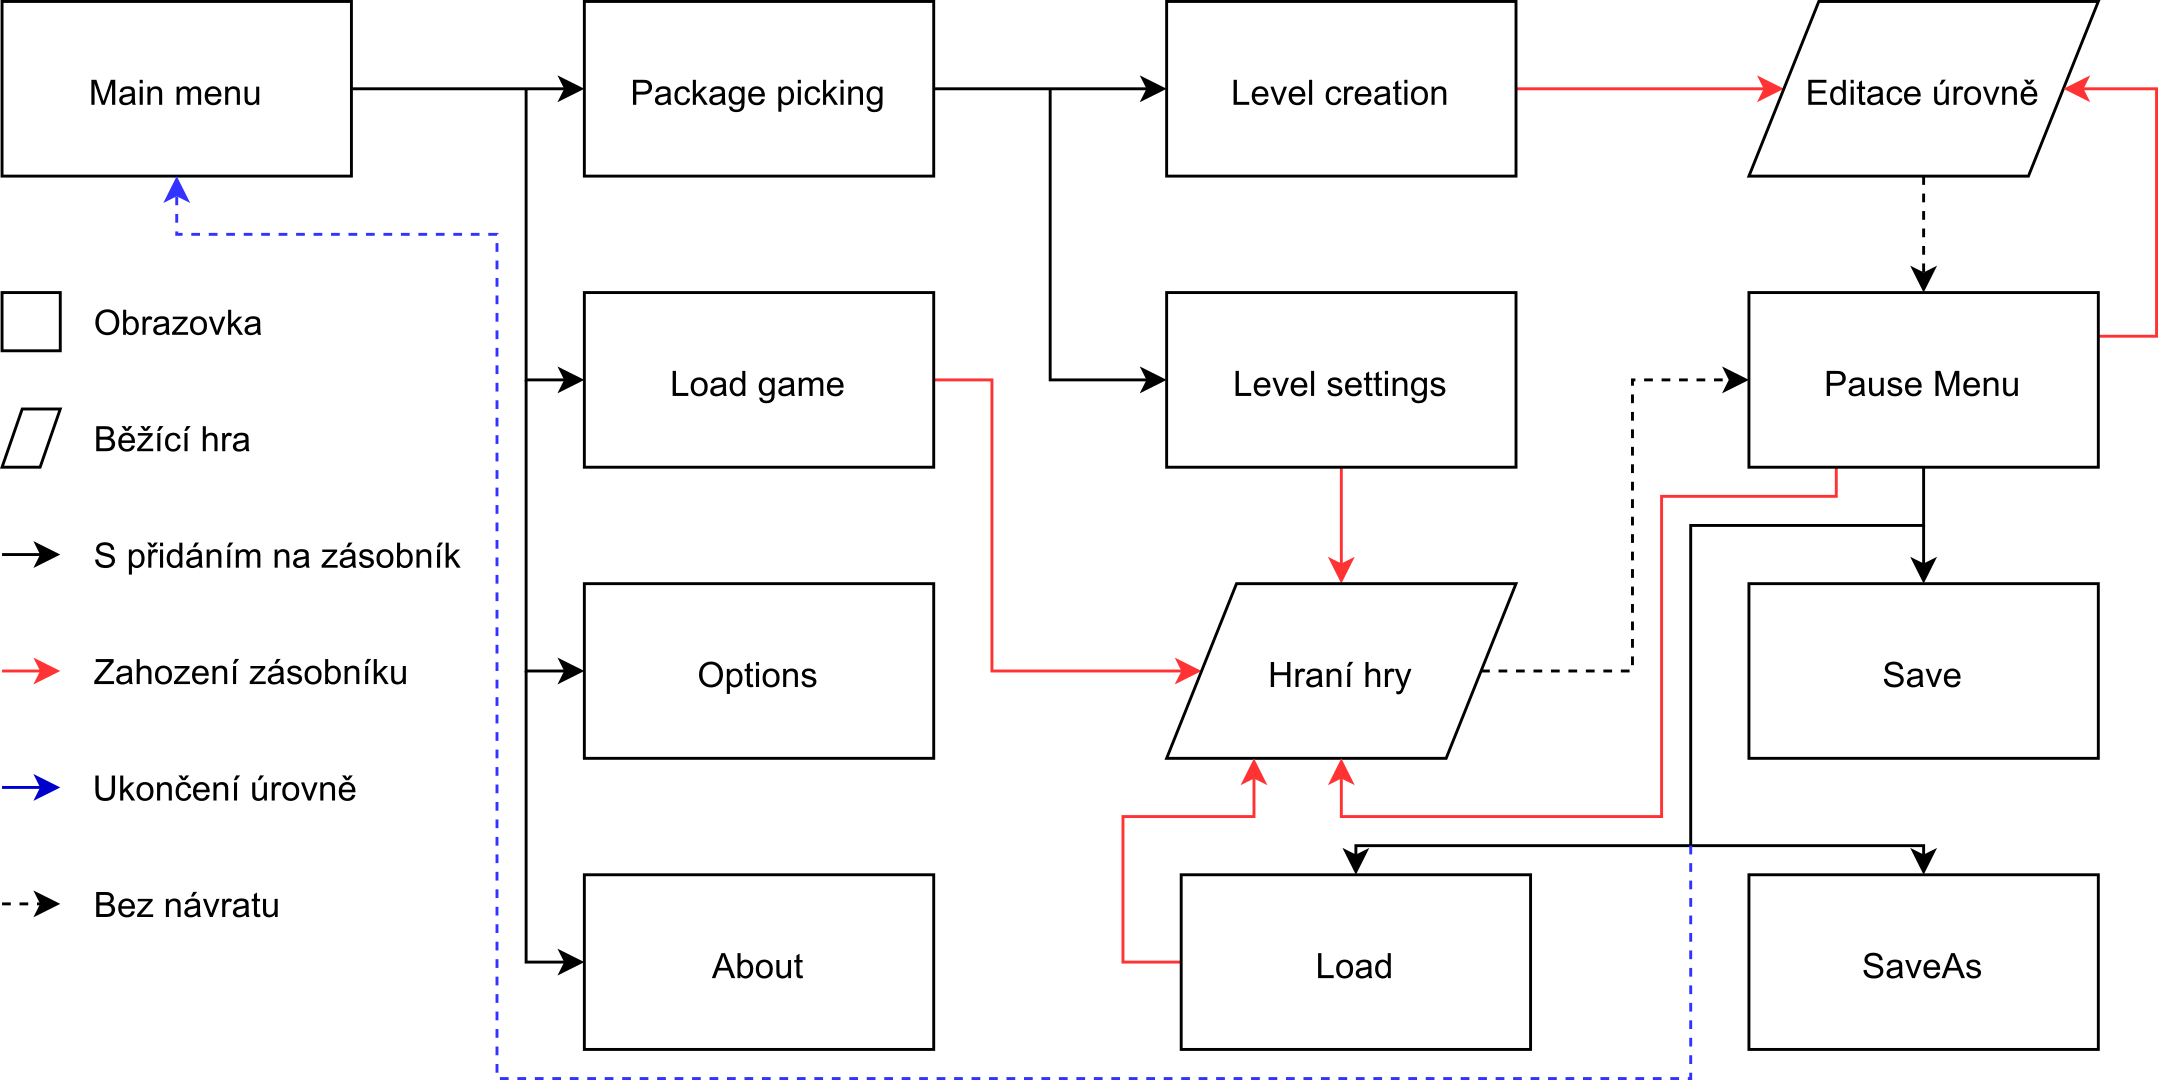 Main menu
Package picking
Level creation
Editace úrovně
Obrazovka
Load game
Level settings
Pause Menu
Běžící hra
S přidáním na zásobník
Zahození zásobníku
Options
Hraní hry
Save
Ukončení úrovně
Bez návratu
About
Load
SaveAs